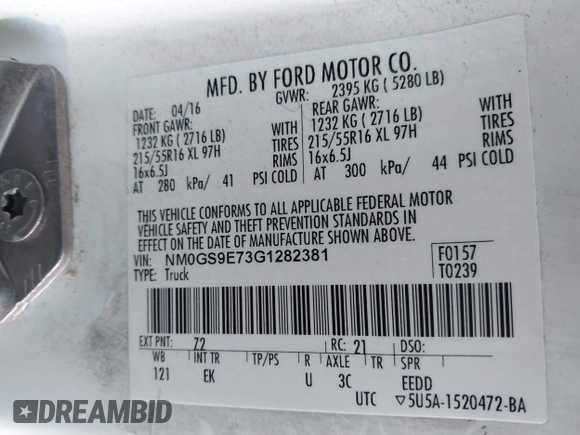 MFD. BY FORD MOTOR CO.
DATE: 04/16 GVWR: 2395 KG ( 5280 LB)
FRONT GAWR: REAR GAWR:
1232 KG ( 2716 LB) WITH 1232 KG ( 2716 LB) WITH
215/55R16 XL 97H TIRES 215/55R16 XL 97H TIRES
16x6.5J RIMS 16x6.5J RIMS
AT 280 kPa/ 41 PSI COLD AT 300 kPa/ 44 PSI COLD
THIS VEHICLE CONFORMS TO ALL APPLICABLE FEDERAL MOTOR
VEHICLE SAFETY AND THEFT PREVENTION STANDARDS IN
EFFECT ON THE DATE OF MANUFACTURE SHOWN ABOVE.
VIN: NM0GS9E73G1282381 F0157
TYPE: Truck T0239
EXT PNT: Z2 RC: 21 DSO:
WB INT TR TP/PS R AXLE TR SPR
121 EK U 3C EEDD
UTC ▽5U5A-1520472-BA
AUTOBIDCAR.COM-DREAMBID